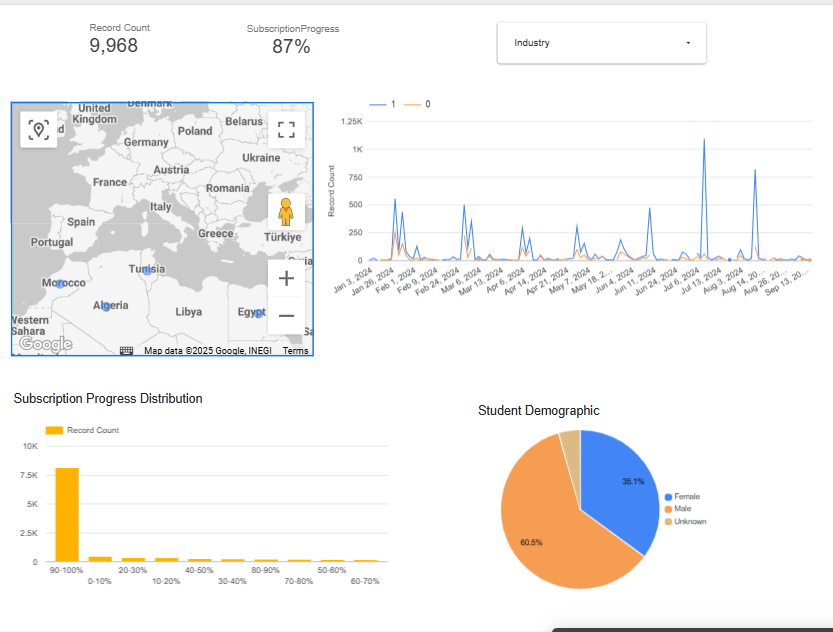 Record Count
9,968
SubscriptionProgress
87%
Industry
United
Kingdom
Denmark
Belarus
Poland
Germany
Ukraine
Austria
France
Romania
Italy
Spain
Greece
Türkiye
Portugal
Tunisia
Morocco
Algeria
Libya
Egypt
Western
Sahara
Google
Map data ©2025 Google, INEGI
Terms
1
0
Record Count
1.25K
1K
750
500
250
0
Jan 3, 2024
Jan 26, 2024
Feb 1, 2024
Feb 9, 2024
Feb 24, 2024
Mar 6, 2024
Mar 13, 2024
Apr 6, 2024
Apr 14, 2024
Apr 21, 2024
May 7, 2024
May 18, 2...
Jun 4, 2024
Jun 11, 2024
Jun 24, 2024
Jul 6, 2024
Jul 13, 2024
Aug 3, 2024
Aug 14, 20...
Aug 26, 20...
Sep 13, 20...
Subscription Progress Distribution
Record Count
10K
7.5K
5K
2.5K
0
90-100%
0-10%
20-30%
10-20%
40-50%
30-40%
80-90%
70-80%
50-60%
60-70%
Student Demographic
35.1%
60.5%
Female
Male
Unknown